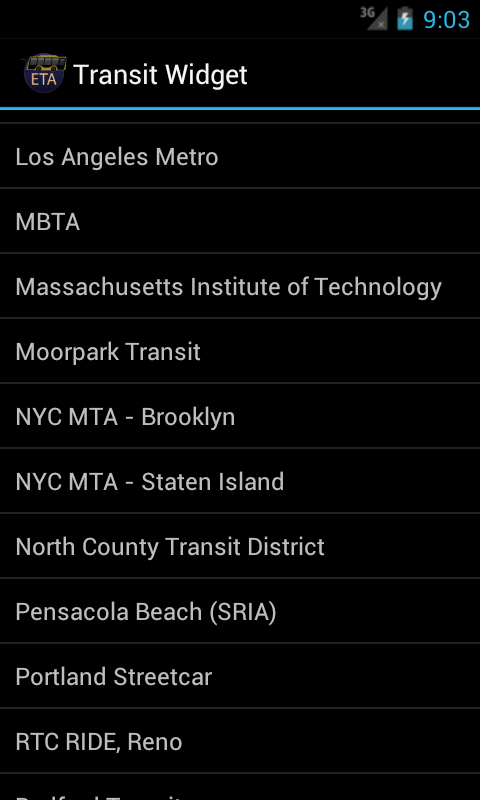 3G
9:03
ETA
Transit Widget
Los Angeles Metro
MBTA
Massachusetts Institute of Technology
Moorpark Transit
NYC MTA - Brooklyn
NYC MTA - Staten Island
North County Transit District
Pensacola Beach (SRIA)
Portland Streetcar
RTC RIDE, Reno